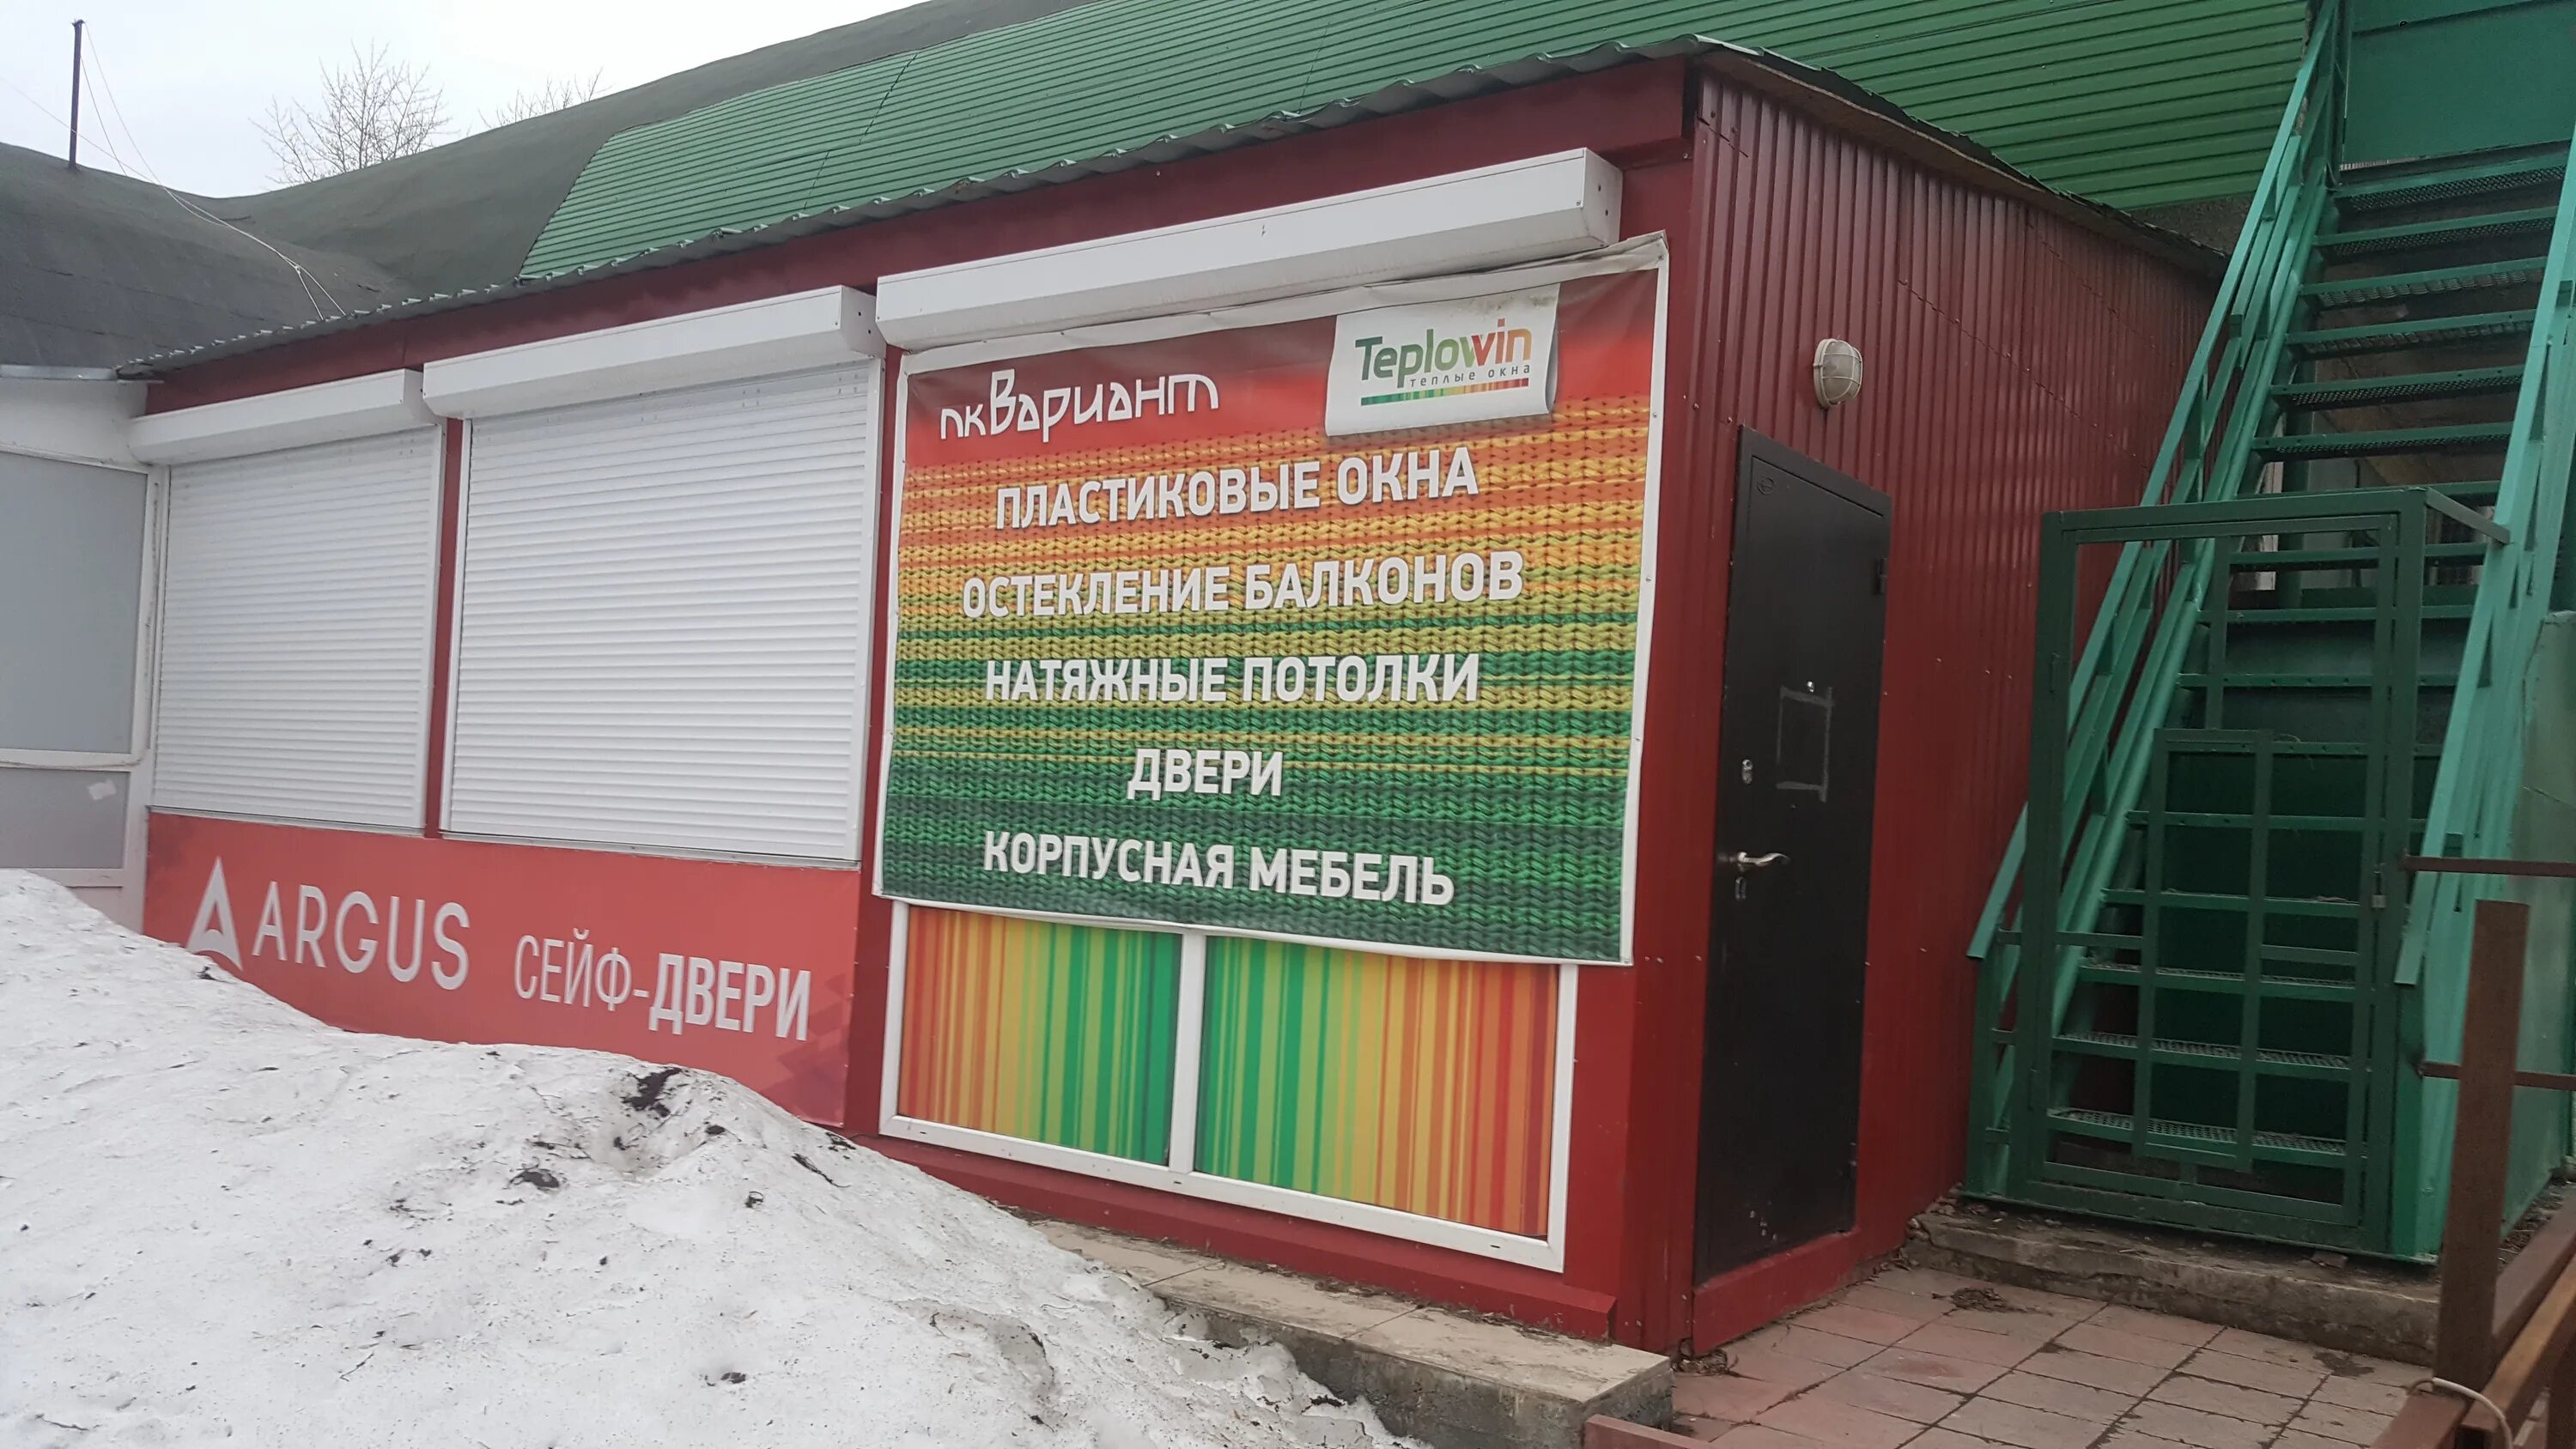 пкВариант
Teplowin
теплые окна
ПЛАСТИКОВЫЕ ОКНА
ОСТЕКЛЕНИЕ БАЛКОНОВ
НАТЯЖНЫЕ ПОТОЛКИ
ДВЕРИ
КОРПУСНАЯ МЕБЕЛЬ
ARGUS СЕЙФ-ДВЕРИ